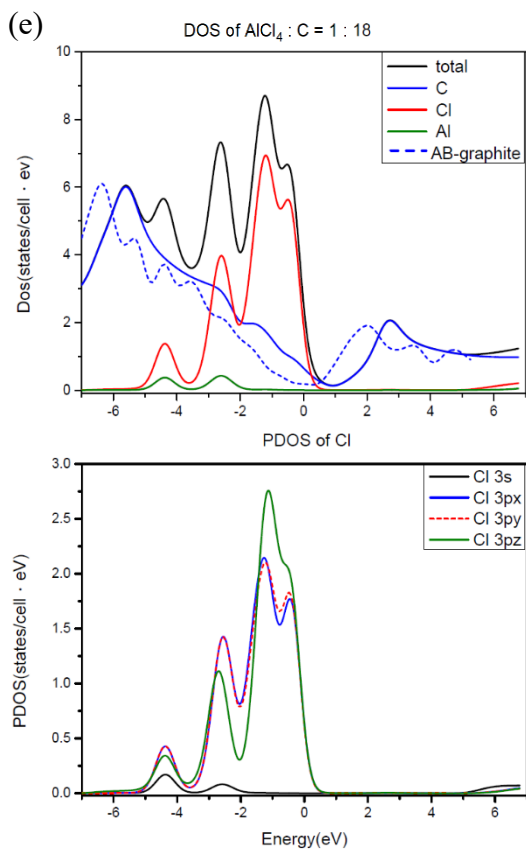 (e)
DOS of AlCl₄ : C = 1 : 18
10
8
6
4
2
0
Dos(states/cell · ev)
total
C
Cl
Al
AB-graphite
-6 -4 -2 0 2 4 6
PDOS of Cl
3.0
2.5
2.0
1.5
1.0
0.5
0.0
PDOS(states/cell · eV)
Cl 3s
Cl 3px
Cl 3py
Cl 3pz
-6 -4 -2 0 2 4 6
Energy(eV)